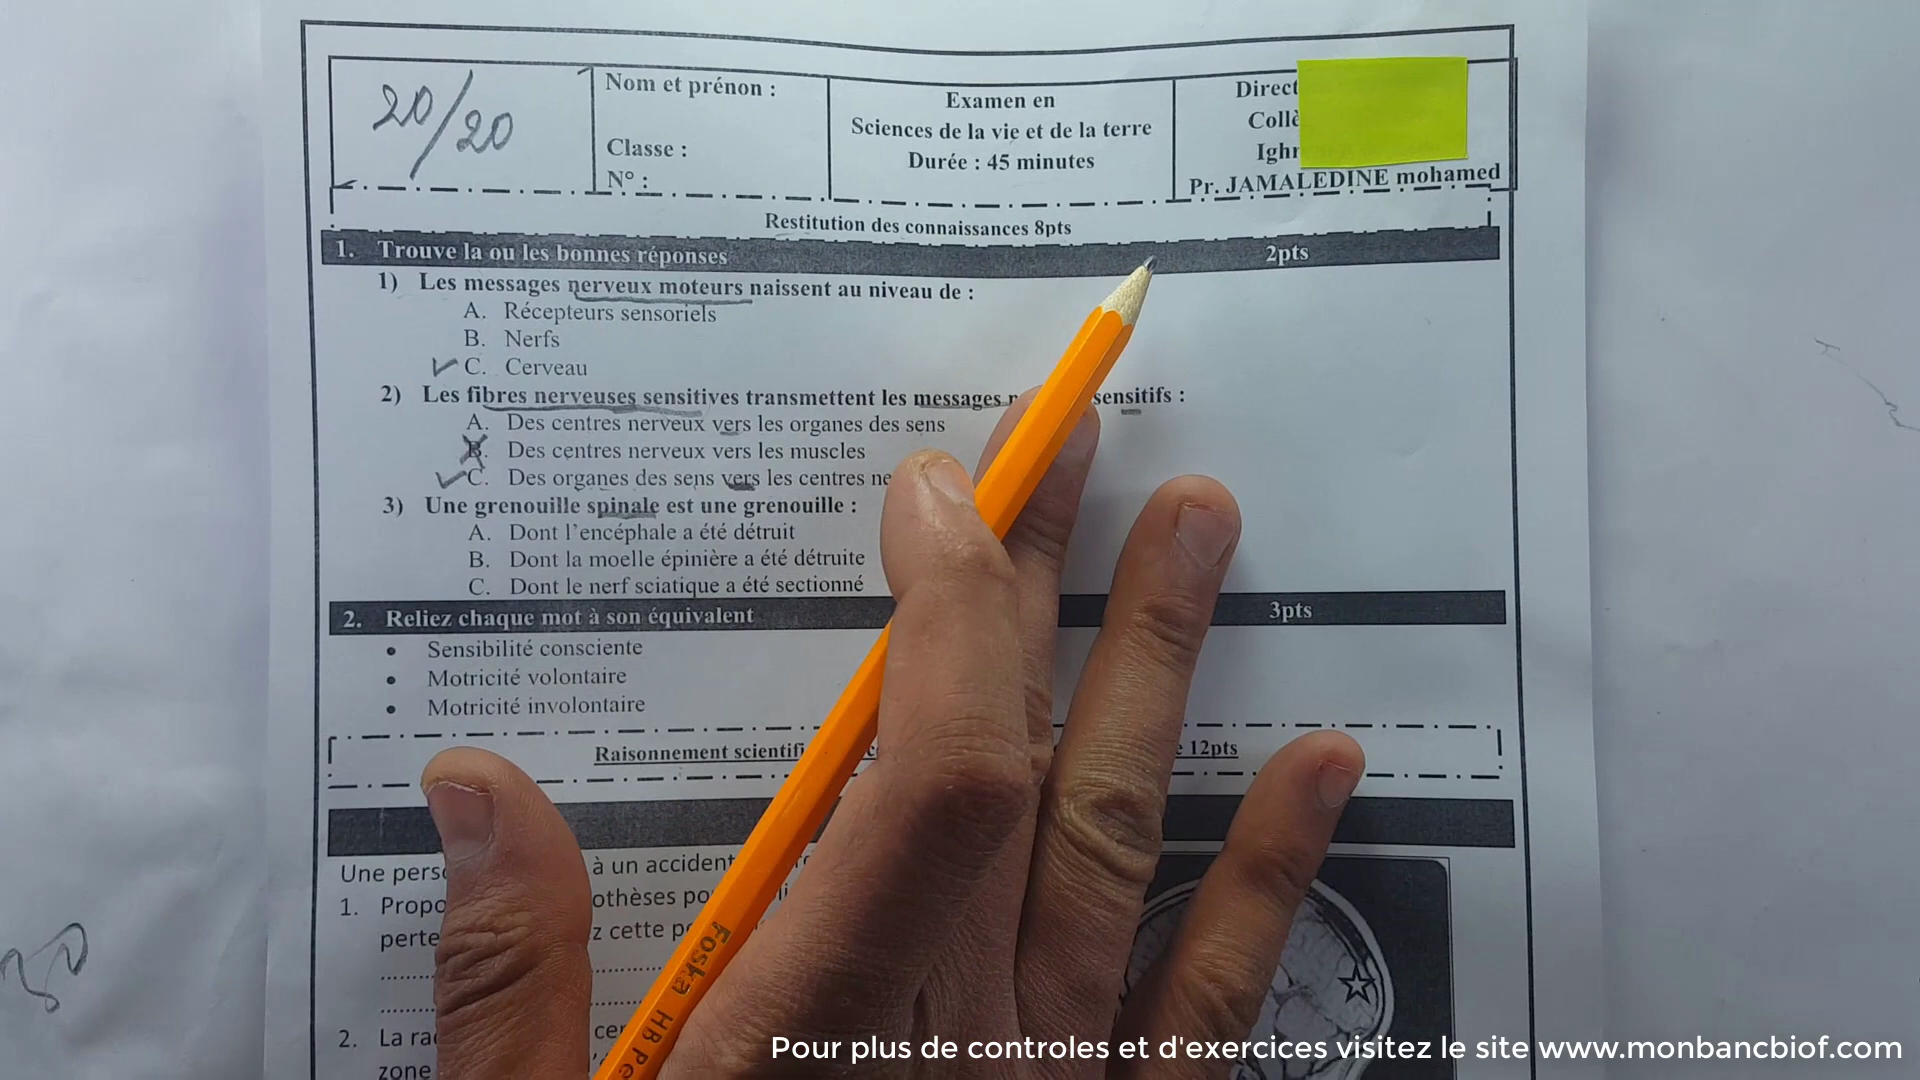 20/20
Nom et prénon :
Classe :
N° :
Examen en
Sciences de la vie et de la terre
Durée : 45 minutes
Direct
Collè
Ighr
Pr. JAMALEDINE mohamed
Restitution des connaissances 8pts
1. Trouve la ou les bonnes réponses 2pts
1) Les messages nerveux moteurs naissent au niveau de :
A. Récepteurs sensoriels
B. Nerfs
C. Cerveau
2) Les fibres nerveuses sensitives transmettent les messages sensitifs :
A. Des centres nerveux vers les organes des sens
B. Des centres nerveux vers les muscles
C. Des organes des sens vers les centres ne
3) Une grenouille spinale est une grenouille :
A. Dont l'encéphale a été détruit
B. Dont la moelle épinière a été détruite
C. Dont le nerf sciatique a été sectionné
2. Reliez chaque mot à son équivalent 3pts
• Sensibilité consciente
• Motricité volontaire
• Motricité involontaire
Raisonnement scientifi e 12pts
Une pers à un accident
1. Propo othèses po
perte z cette p
2. La ra cer
zone
Foska HB Pe
30
Pour plus de controles et d'exercices visitez le site www.monbancbiof.com